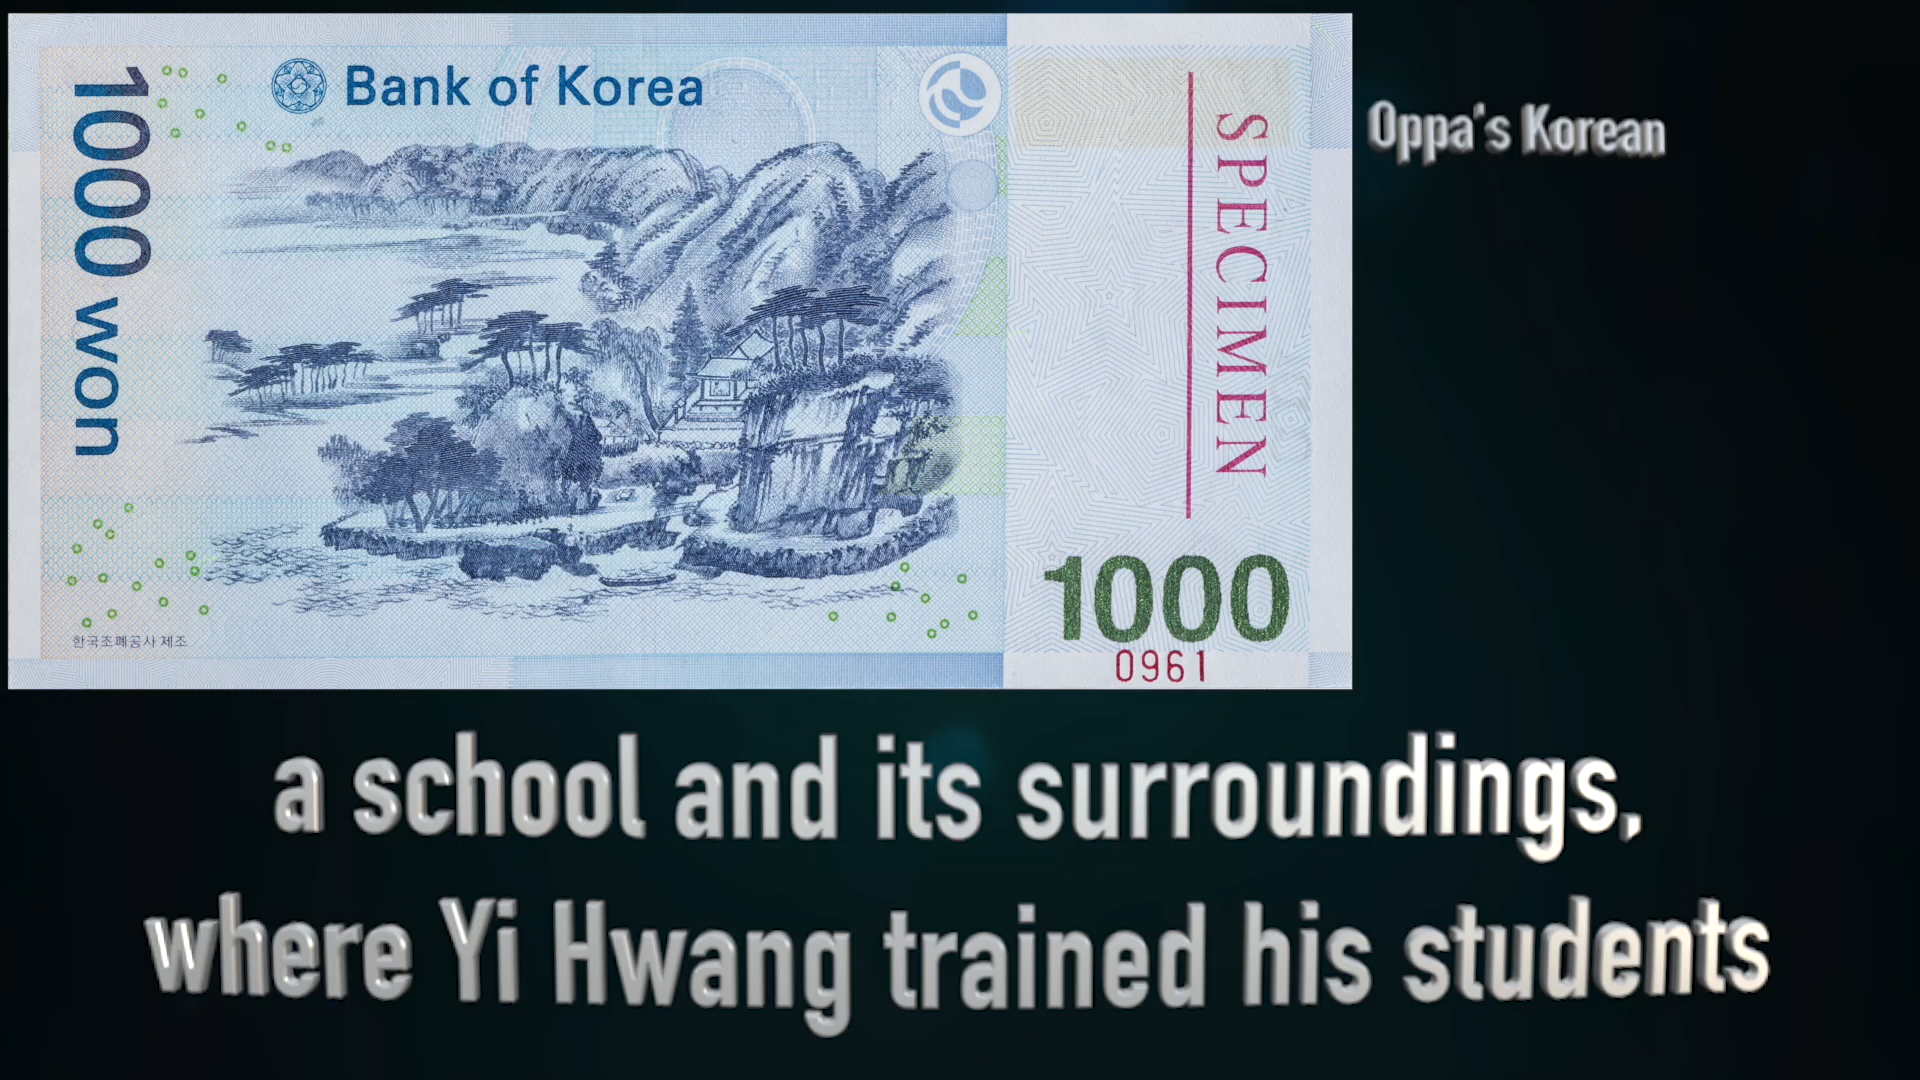 Bank of Korea
1000 won
SPECIMEN
1000
0961
한국조폐공사 제조
Oppa's Korean
a school and its surroundings,
where Yi Hwang trained his students